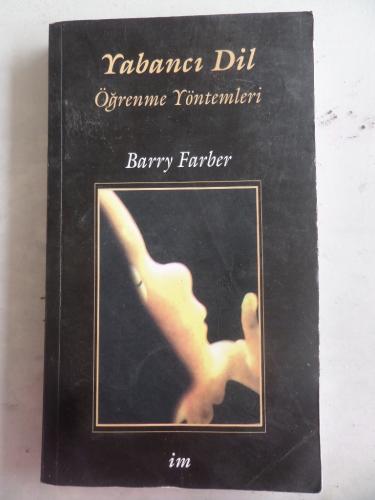 Yabancı Dil
Öğrenme Yöntemleri
Barry Farber
im